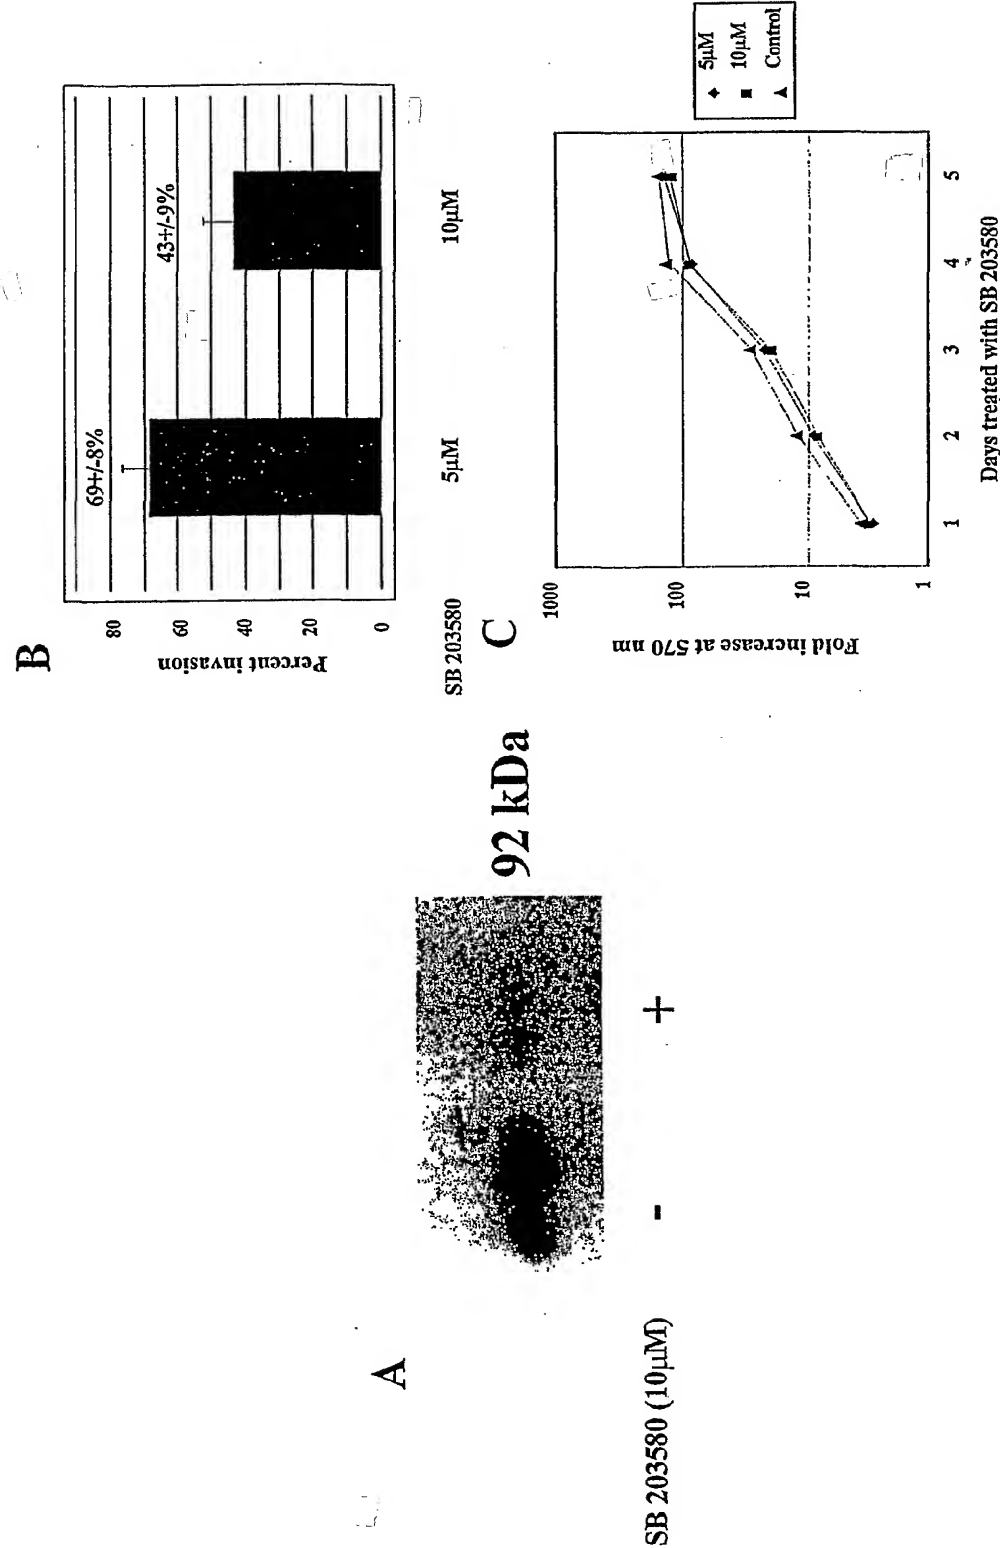 A
92 kDa
SB 203580 (10µM)
-
+
B
Percent invasion
80
60
40
20
0
69+/-8%
43+/-9%
SB 203580
5µM
10µM
C
Fold increase at 570 nm
1000
100
10
1
1
2
3
4
5
Days treated with SB 203580
5µM
10µM
Control